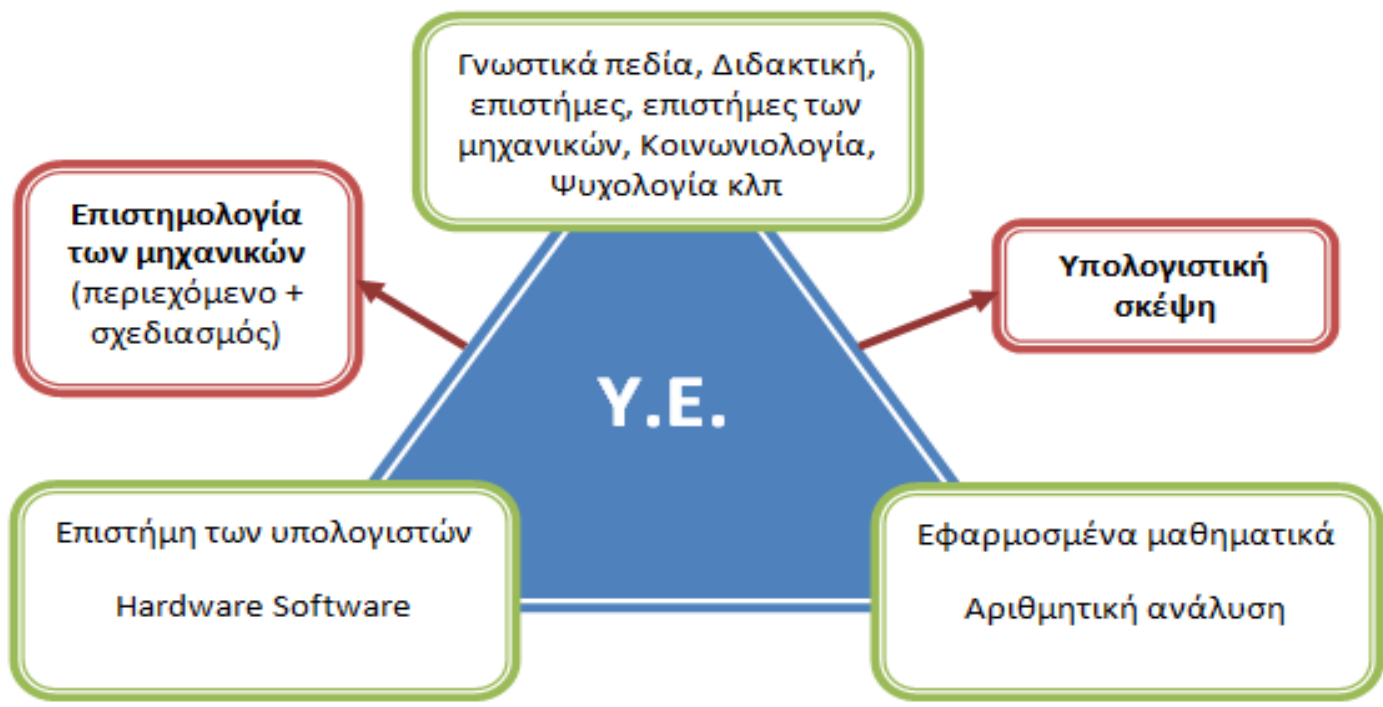 Γνωστικά πεδία, Διδακτική,
επιστήμες, επιστήμες των
μηχανικών, Κοινωνιολογία,
Ψυχολογία κλπ
Επιστημολογία
των μηχανικών
(περιεχόμενο +
σχεδιασμός)
Υπολογιστική
σκέψη
Υ.Ε.
Επιστήμη των υπολογιστών
Hardware Software
Εφαρμοσμένα μαθηματικά
Αριθμητική ανάλυση